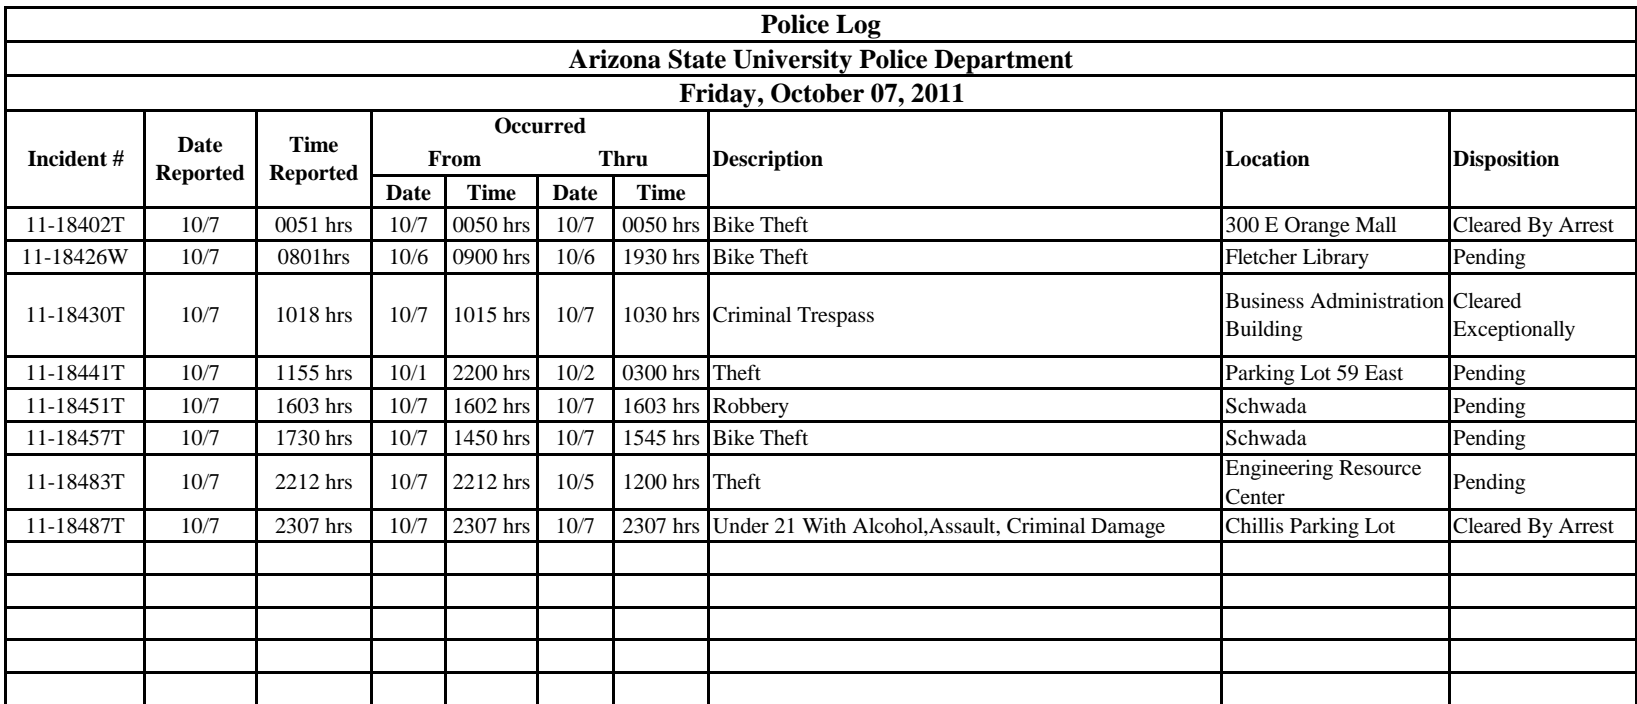 Police Log
Arizona State University Police Department
Friday, October 07, 2011
Incident # Date Reported Time Reported Occurred From Thru Description Location Disposition
Date Time Date Time
11-18402T 10/7 0051 hrs 10/7 0050 hrs 10/7 0050 hrs Bike Theft 300 E Orange Mall Cleared By Arrest
11-18426W 10/7 0801hrs 10/6 0900 hrs 10/6 1930 hrs Bike Theft Fletcher Library Pending
11-18430T 10/7 1018 hrs 10/7 1015 hrs 10/7 1030 hrs Criminal Trespass Business Administration Building Cleared Exceptionally
11-18441T 10/7 1155 hrs 10/1 2200 hrs 10/2 0300 hrs Theft Parking Lot 59 East Pending
11-18451T 10/7 1603 hrs 10/7 1602 hrs 10/7 1603 hrs Robbery Schwada Pending
11-18457T 10/7 1730 hrs 10/7 1450 hrs 10/7 1545 hrs Bike Theft Schwada Pending
11-18483T 10/7 2212 hrs 10/7 2212 hrs 10/5 1200 hrs Theft Engineering Resource Center Pending
11-18487T 10/7 2307 hrs 10/7 2307 hrs 10/7 2307 hrs Under 21 With Alcohol,Assault, Criminal Damage Chillis Parking Lot Cleared By Arrest